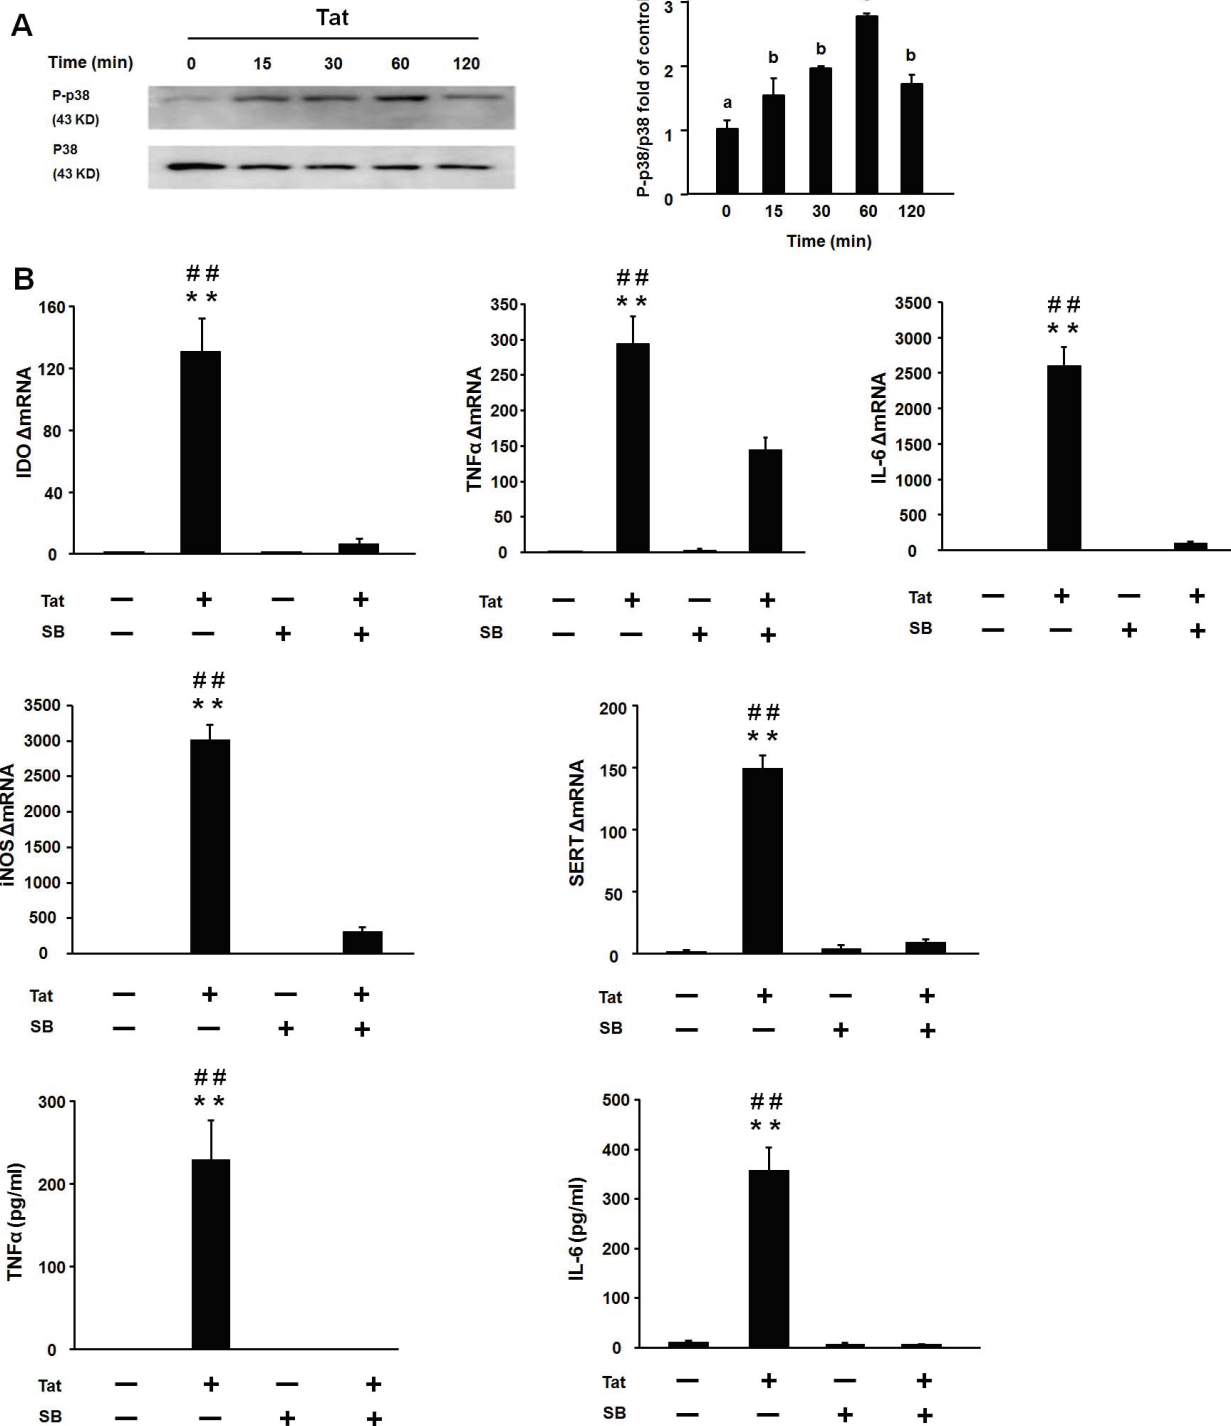 A
Tat
Time (min) 0 15 30 60 120
P-p38
(43 KD)
P38
(43 KD)
P-p38/p38 fold of control
3
2
1
0
a b b b
0 15 30 60 120
Time (min)
B
IDO ΔmRNA
160
120
80
40
0
##
**
Tat — + — +
SB — — + +
TNFα ΔmRNA
350
300
250
200
150
100
50
0
##
**
Tat — + — +
SB — — + +
IL-6 ΔmRNA
3500
3000
2500
2000
1500
1000
500
0
##
**
Tat — + — +
SB — — + +
iNOS ΔmRNA
3500
3000
2500
2000
1500
1000
500
0
##
**
Tat — + — +
SB — — + +
SERT ΔmRNA
200
150
100
50
0
##
**
Tat — + — +
SB — — + +
TNFα (pg/ml)
300
200
100
0
##
**
Tat — + — +
SB — — + +
IL-6 (pg/ml)
500
400
300
200
100
0
##
**
Tat — + — +
SB — — + +